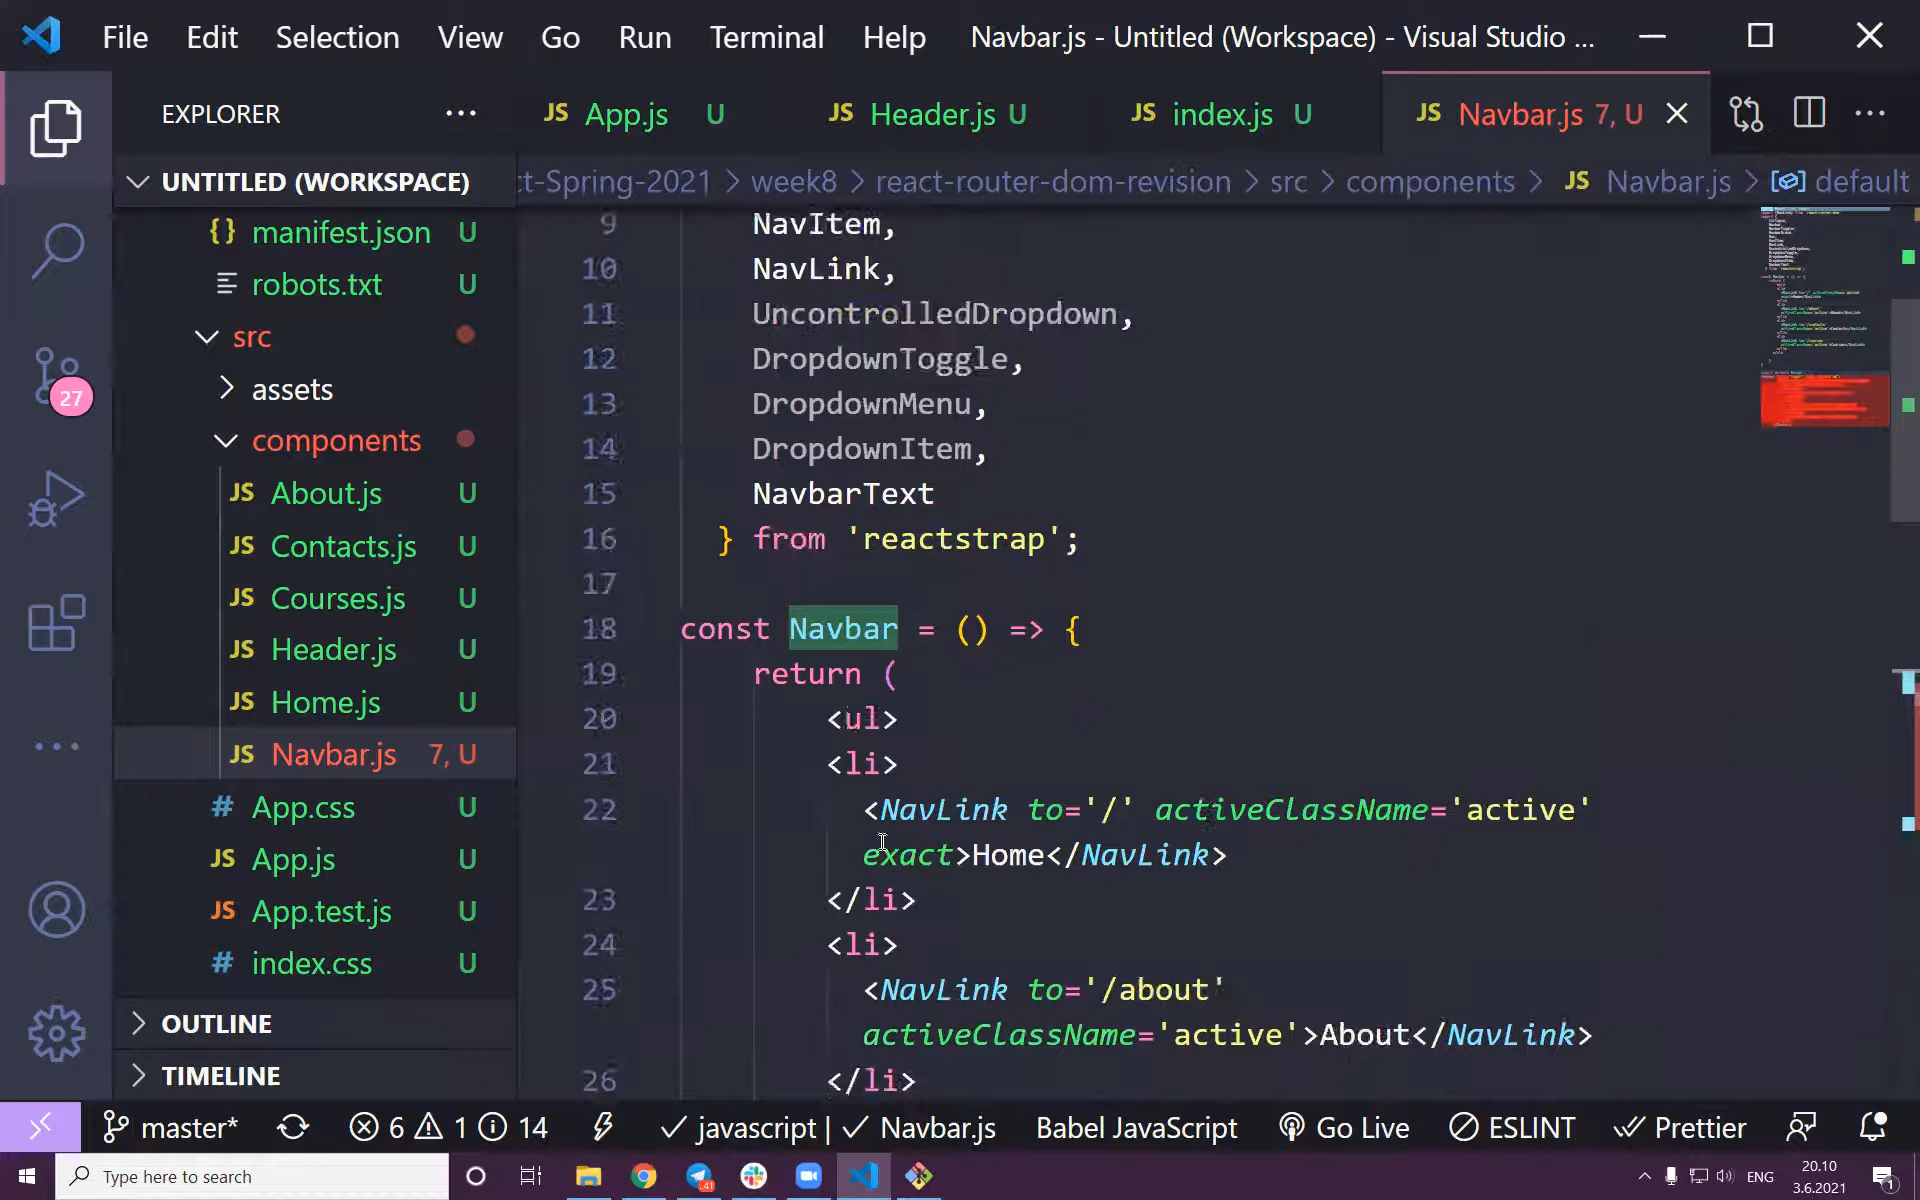 File Edit Selection View Go Run Terminal Help Navbar.js - Untitled (Workspace) - Visual Studio ...
EXPLORER ...
JS App.js U JS Header.js U JS index.js U JS Navbar.js 7, U
UNTITLED (WORKSPACE)
ct-Spring-2021 > week8 > react-router-dom-revision > src > components > JS Navbar.js > default
{} manifest.json U
robots.txt U
src
assets
components
JS About.js U
JS Contacts.js U
JS Courses.js U
JS Header.js U
JS Home.js U
JS Navbar.js 7, U
# App.css U
JS App.js U
JS App.test.js U
# index.css U
OUTLINE
TIMELINE
27
9 NavItem,
10 NavLink,
11 UncontrolledDropdown,
12 DropdownToggle,
13 DropdownMenu,
14 DropdownItem,
15 NavbarText
16 } from 'reactstrap';
17
18 const Navbar = () => {
19 return (
20 <ul>
21 <li>
22 <NavLink to='/' activeClassName='active'
exact>Home</NavLink>
23 </li>
24 <li>
25 <NavLink to='/about'
activeClassName='active'>About</NavLink>
26 </li>
master* 6 1 14 javascript | Navbar.js Babel JavaScript Go Live ESLINT Prettier
Type here to search
41
ENG
20.10
3.6.2021
1